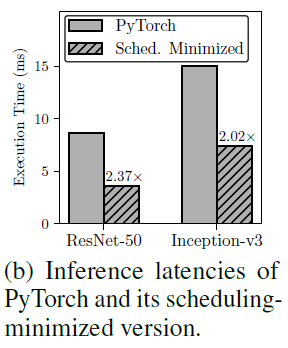 PyTorch
Sched. Minimized
Execution Time (ms)
15
10
5
0
2.37×
2.02×
ResNet-50 Inception-v3
(b) Inference latencies of
PyTorch and its scheduling-
minimized version.